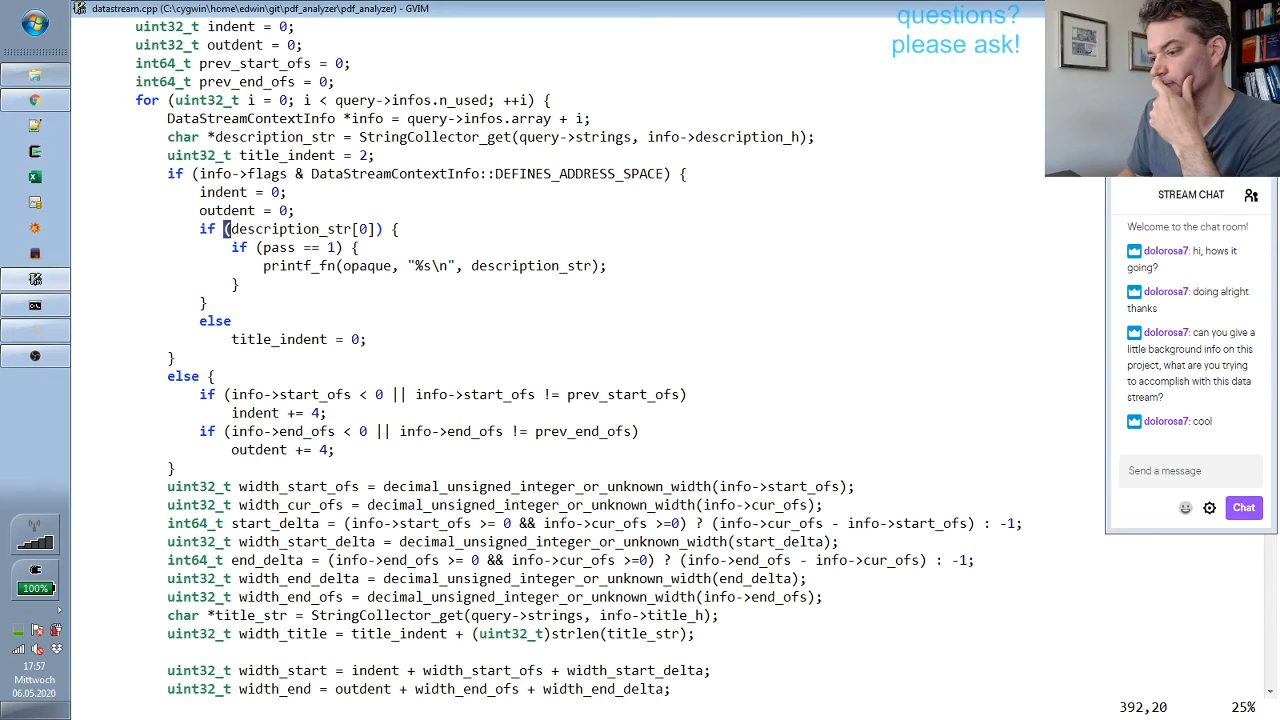 datastream.cpp (C:\cygwin\home\edwin\git\pdf_analyzer\pdf_analyzer) - GVIM
uint32_t indent = 0;
uint32_t outdent = 0;
int64_t prev_start_ofs = 0;
int64_t prev_end_ofs = 0;
for (uint32_t i = 0; i < query->infos.n_used; ++i) {
DataStreamContextInfo *info = query->infos.array + i;
char *description_str = StringCollector_get(query->strings, info->description_h);
uint32_t title_indent = 2;
if (info->flags & DataStreamContextInfo::DEFINES_ADDRESS_SPACE) {
indent = 0;
outdent = 0;
if (description_str[0]) {
if (pass == 1) {
printf_fn(opaque, "%s\n", description_str);
}
}
else
title_indent = 0;
}
else {
if (info->start_ofs < 0 || info->start_ofs != prev_start_ofs)
indent += 4;
if (info->end_ofs < 0 || info->end_ofs != prev_end_ofs)
outdent += 4;
}
uint32_t width_start_ofs = decimal_unsigned_integer_or_unknown_width(info->start_ofs);
uint32_t width_cur_ofs = decimal_unsigned_integer_or_unknown_width(info->cur_ofs);
int64_t start_delta = (info->start_ofs >= 0 && info->cur_ofs >=0) ? (info->cur_ofs - info->start_ofs) : -1;
uint32_t width_start_delta = decimal_unsigned_integer_or_unknown_width(start_delta);
int64_t end_delta = (info->end_ofs >= 0 && info->cur_ofs >=0) ? (info->end_ofs - info->cur_ofs) : -1;
uint32_t width_end_delta = decimal_unsigned_integer_or_unknown_width(end_delta);
uint32_t width_end_ofs = decimal_unsigned_integer_or_unknown_width(info->end_ofs);
char *title_str = StringCollector_get(query->strings, info->title_h);
uint32_t width_title = title_indent + (uint32_t)strlen(title_str);
uint32_t width_start = indent + width_start_ofs + width_start_delta;
uint32_t width_end = outdent + width_end_ofs + width_end_delta;
392,20 25%
questions?
please ask!
STREAM CHAT
Welcome to the chat room!
dolorosa7: hi, hows it
going?
dolorosa7: doing alright
thanks
dolorosa7: can you give a
little background info on this
project, what are you trying
to accomplish with this data
stream?
dolorosa7: cool
Send a message
Chat
100%
17:57
Mittwoch
06.05.2020